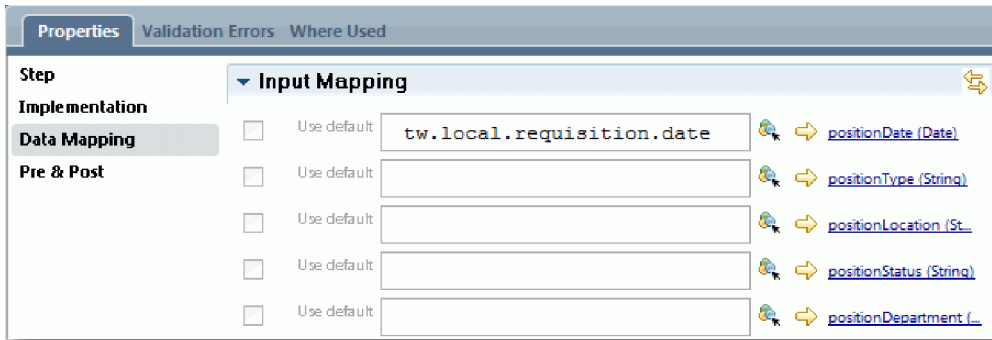 Properties Validation Errors Where Used
Step
Implementation
Data Mapping
Pre & Post
Input Mapping
Use default tw.local.requisition.date positionDate (Date)
Use default positionType (String)
Use default positionLocation (St...
Use default positionStatus (String)
Use default positionDepartment (...